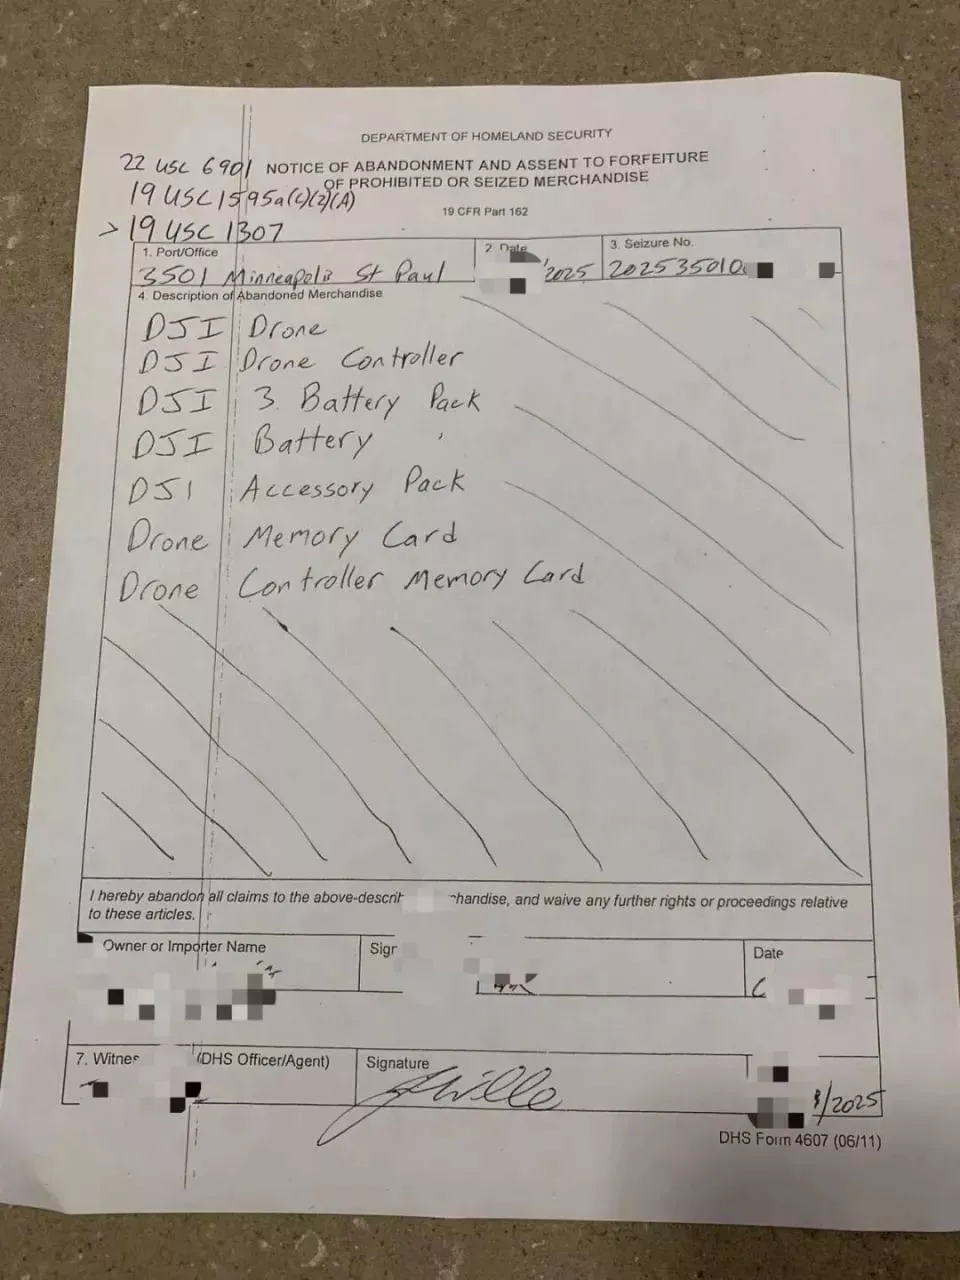 DEPARTMENT OF HOMELAND SECURITY
22 USC 6901 NOTICE OF ABANDONMENT AND ASSENT TO FORFEITURE
OF PROHIBITED OR SEIZED MERCHANDISE
19 USC 1595a(c)(2)(A)
19 CFR Part 162
> 19 USC 1307
1. Port/Office
3501 Minneapolis St Paul
2. Date
/2025
3. Seizure No.
202535010
4. Description of Abandoned Merchandise
DJI Drone
DJI Drone Controller
DJI 3 Battery Pack
DJI Battery
DJI Accessory Pack
Drone Memory Card
Drone Controller Memory Card
I hereby abandon all claims to the above-describ handise, and waive any further rights or proceedings relative
to these articles.
Owner or Importer Name
Sign
Date
7. Witnes (DHS Officer/Agent)
Signature
/2025
DHS Form 4607 (06/11)